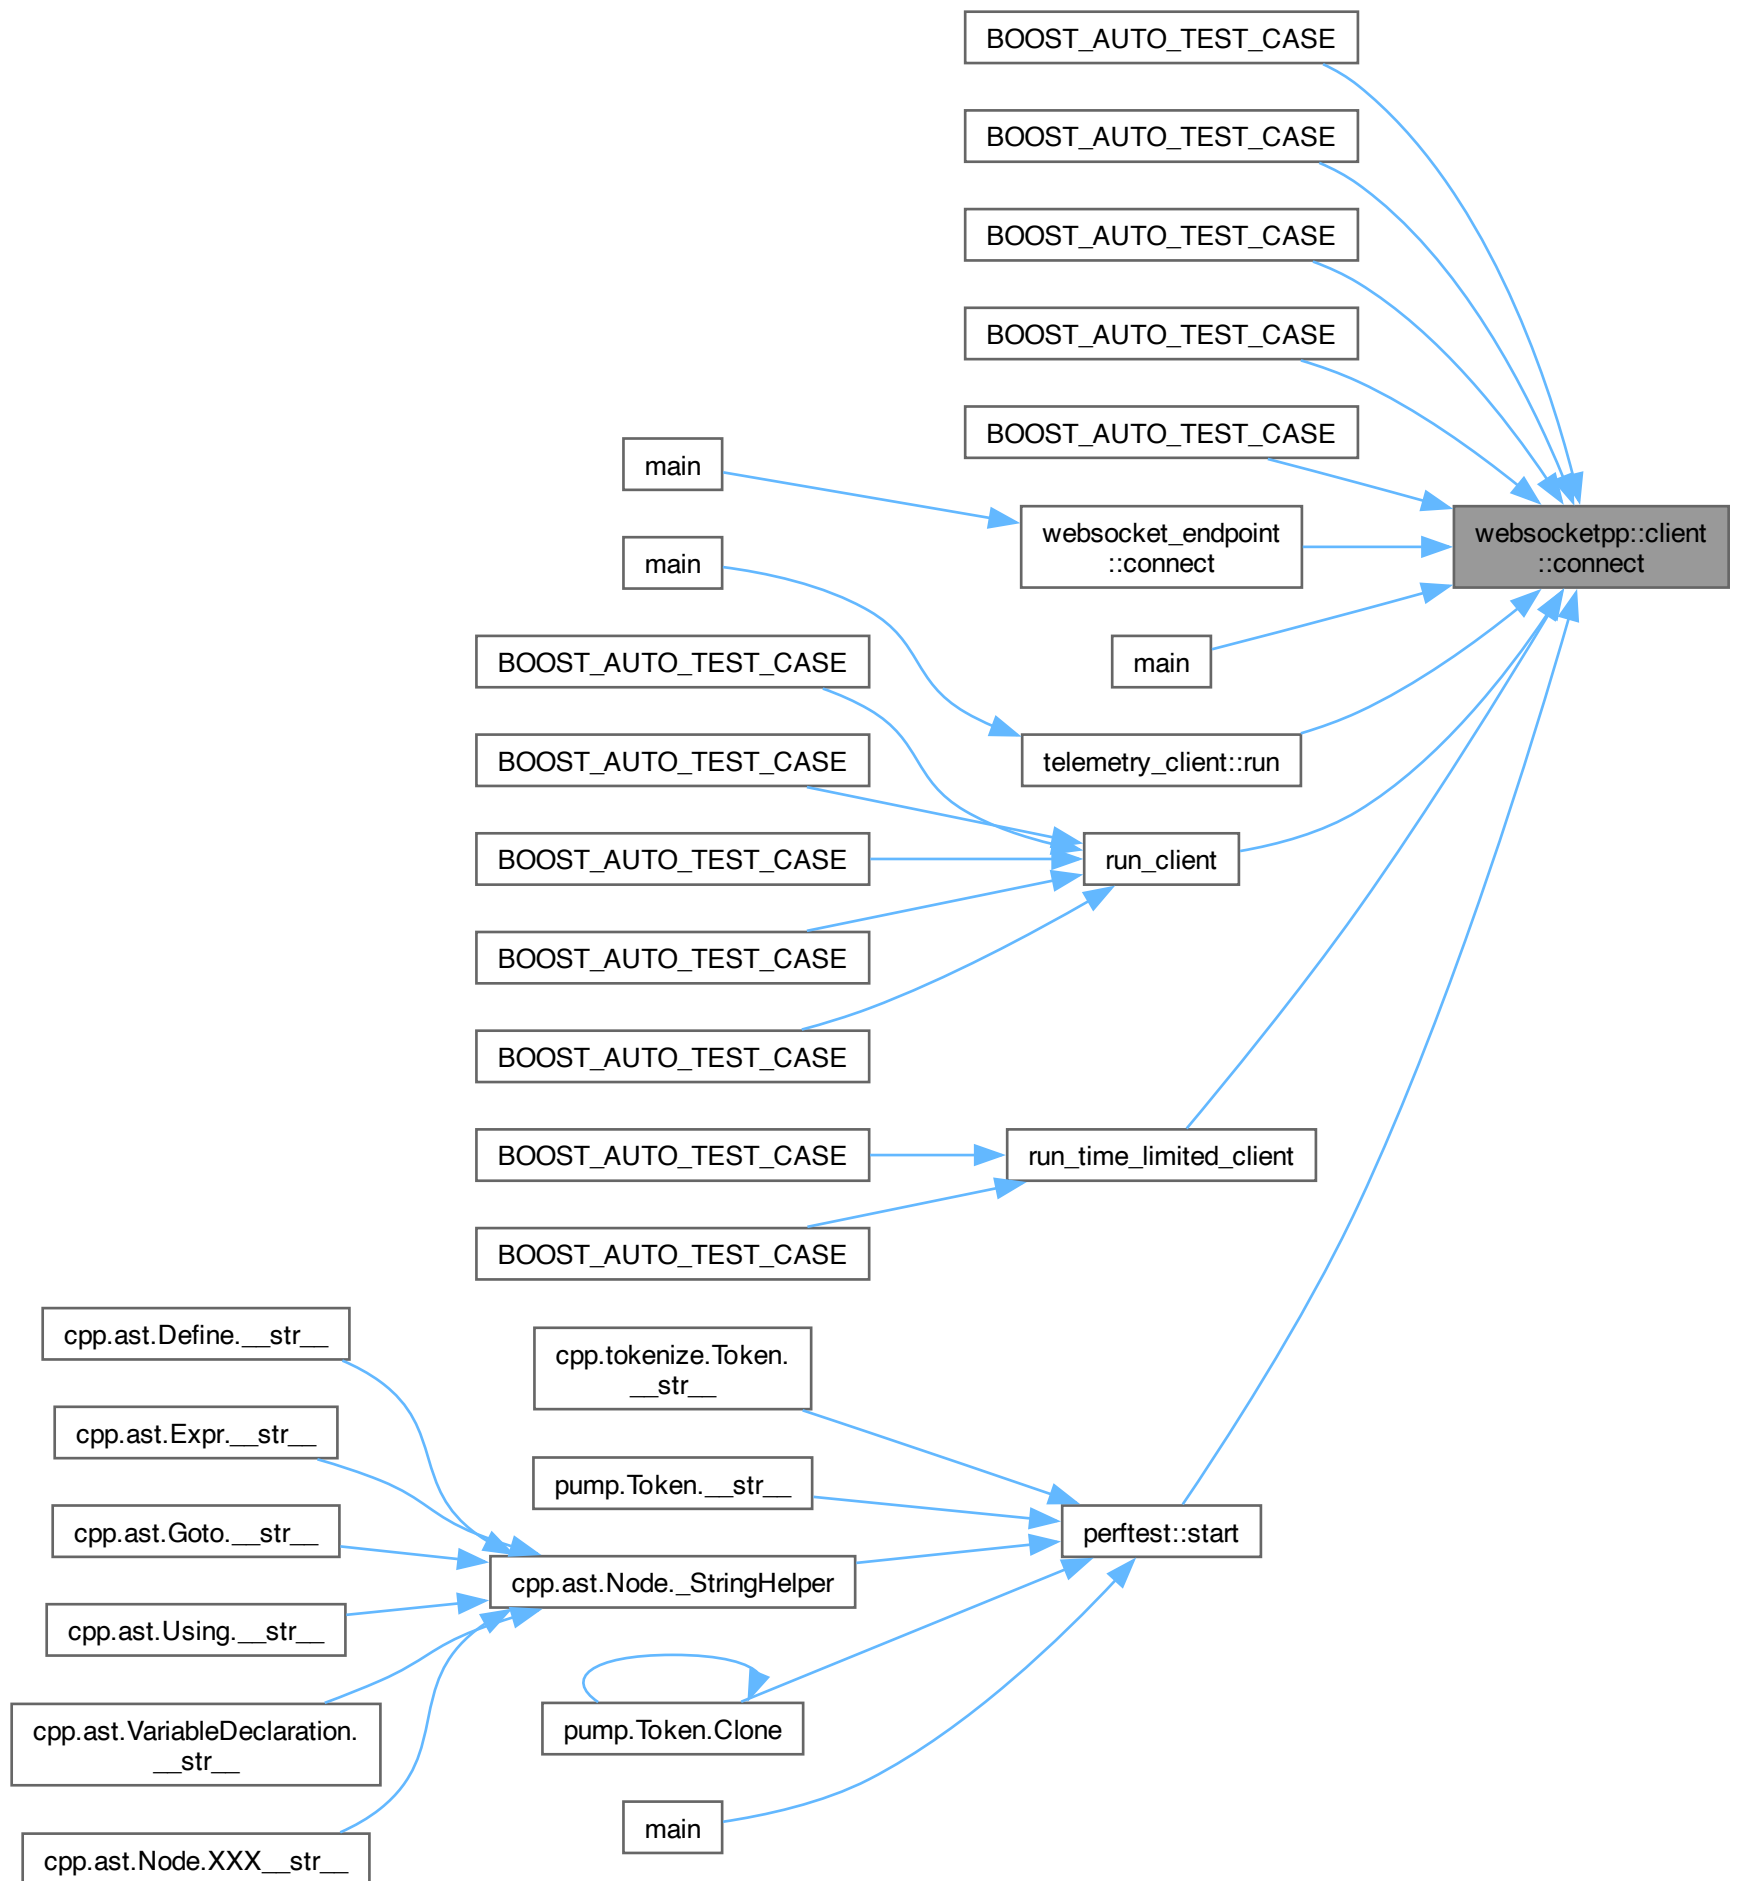 BOOST_AUTO_TEST_CASE
BOOST_AUTO_TEST_CASE
BOOST_AUTO_TEST_CASE
BOOST_AUTO_TEST_CASE
BOOST_AUTO_TEST_CASE
main
websocket_endpoint
::connect
websocketpp::client
::connect
main
main
BOOST_AUTO_TEST_CASE
telemetry_client::run
BOOST_AUTO_TEST_CASE
BOOST_AUTO_TEST_CASE
run_client
BOOST_AUTO_TEST_CASE
BOOST_AUTO_TEST_CASE
BOOST_AUTO_TEST_CASE
run_time_limited_client
BOOST_AUTO_TEST_CASE
cpp.ast.Define.__str__
cpp.tokenize.Token.
__str__
cpp.ast.Expr.__str__
pump.Token.__str__
cpp.ast.Goto.__str__
perftest::start
cpp.ast.Node._StringHelper
cpp.ast.Using.__str__
cpp.ast.VariableDeclaration.
__str__
pump.Token.Clone
main
cpp.ast.Node.XXX__str__